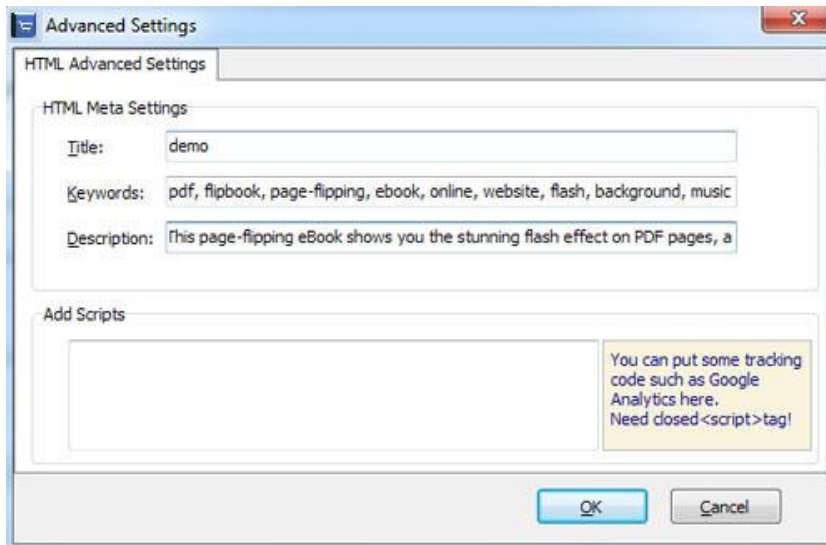 Advanced Settings
HTML Advanced Settings
HTML Meta Settings
Title: demo
Keywords: pdf, flipbook, page-flipping, ebook, online, website, flash, background, music
Description: This page-flipping eBook shows you the stunning flash effect on PDF pages, a
Add Scripts
You can put some tracking
code such as Google
Analytics here.
Need closed<script>tag!
OK Cancel